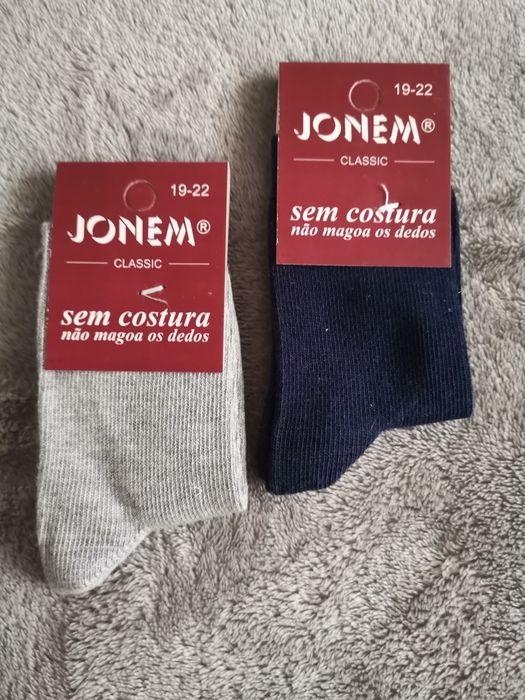 19-22
JONEM®
CLASSIC
sem costura
não magoa os dedos
19-22
JONEM®
CLASSIC
sem costura
não magoa os dedos